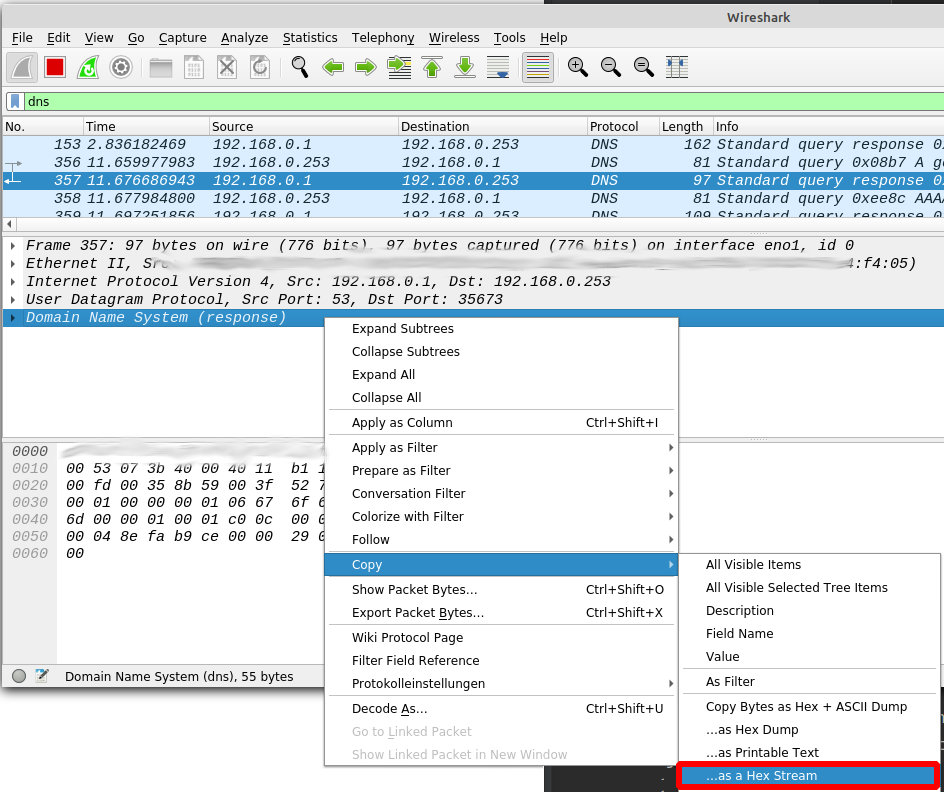 Wireshark
File Edit View Go Capture Analyze Statistics Telephony Wireless Tools Help
dns
No. Time Source Destination Protocol Length Info
153 2.836182469 192.168.0.1 192.168.0.253 DNS 162 Standard query response 0
356 11.659977983 192.168.0.253 192.168.0.1 DNS 81 Standard query 0x08b7 A g
357 11.676686943 192.168.0.1 192.168.0.253 DNS 97 Standard query response 0
358 11.677984800 192.168.0.253 192.168.0.1 DNS 81 Standard query 0xee8c AAA
359 11.697251856 192.168.0.1 192.168.0.253 DNS 109 Standard query response 0
Frame 357: 97 bytes on wire (776 bits), 97 bytes captured (776 bits) on interface eno1, id 0
Ethernet II, Src: :f4:05)
Internet Protocol Version 4, Src: 192.168.0.1, Dst: 192.168.0.253
User Datagram Protocol, Src Port: 53, Dst Port: 35673
Domain Name System (response)
Expand Subtrees
Collapse Subtrees
Expand All
Collapse All
Apply as Column Ctrl+Shift+I
Apply as Filter
Prepare as Filter
Conversation Filter
Colorize with Filter
Follow
Copy
Show Packet Bytes... Ctrl+Shift+O
Export Packet Bytes... Ctrl+Shift+X
Wiki Protocol Page
Filter Field Reference
Protokolleinstellungen
Decode As... Ctrl+Shift+U
Go to Linked Packet
Show Linked Packet in New Window
0000
0010 00 53 07 3b 40 00 40 11 b1 1
0020 00 fd 00 35 8b 59 00 3f 52 7
0030 00 01 00 00 00 01 06 67 6f 6
0040 6d 00 00 01 00 01 c0 0c 00 0
0050 00 04 8e fa b9 ce 00 00 29 0
0060 00
All Visible Items
All Visible Selected Tree Items
Description
Field Name
Value
As Filter
Copy Bytes as Hex + ASCII Dump
...as Hex Dump
...as Printable Text
...as a Hex Stream
Domain Name System (dns), 55 bytes